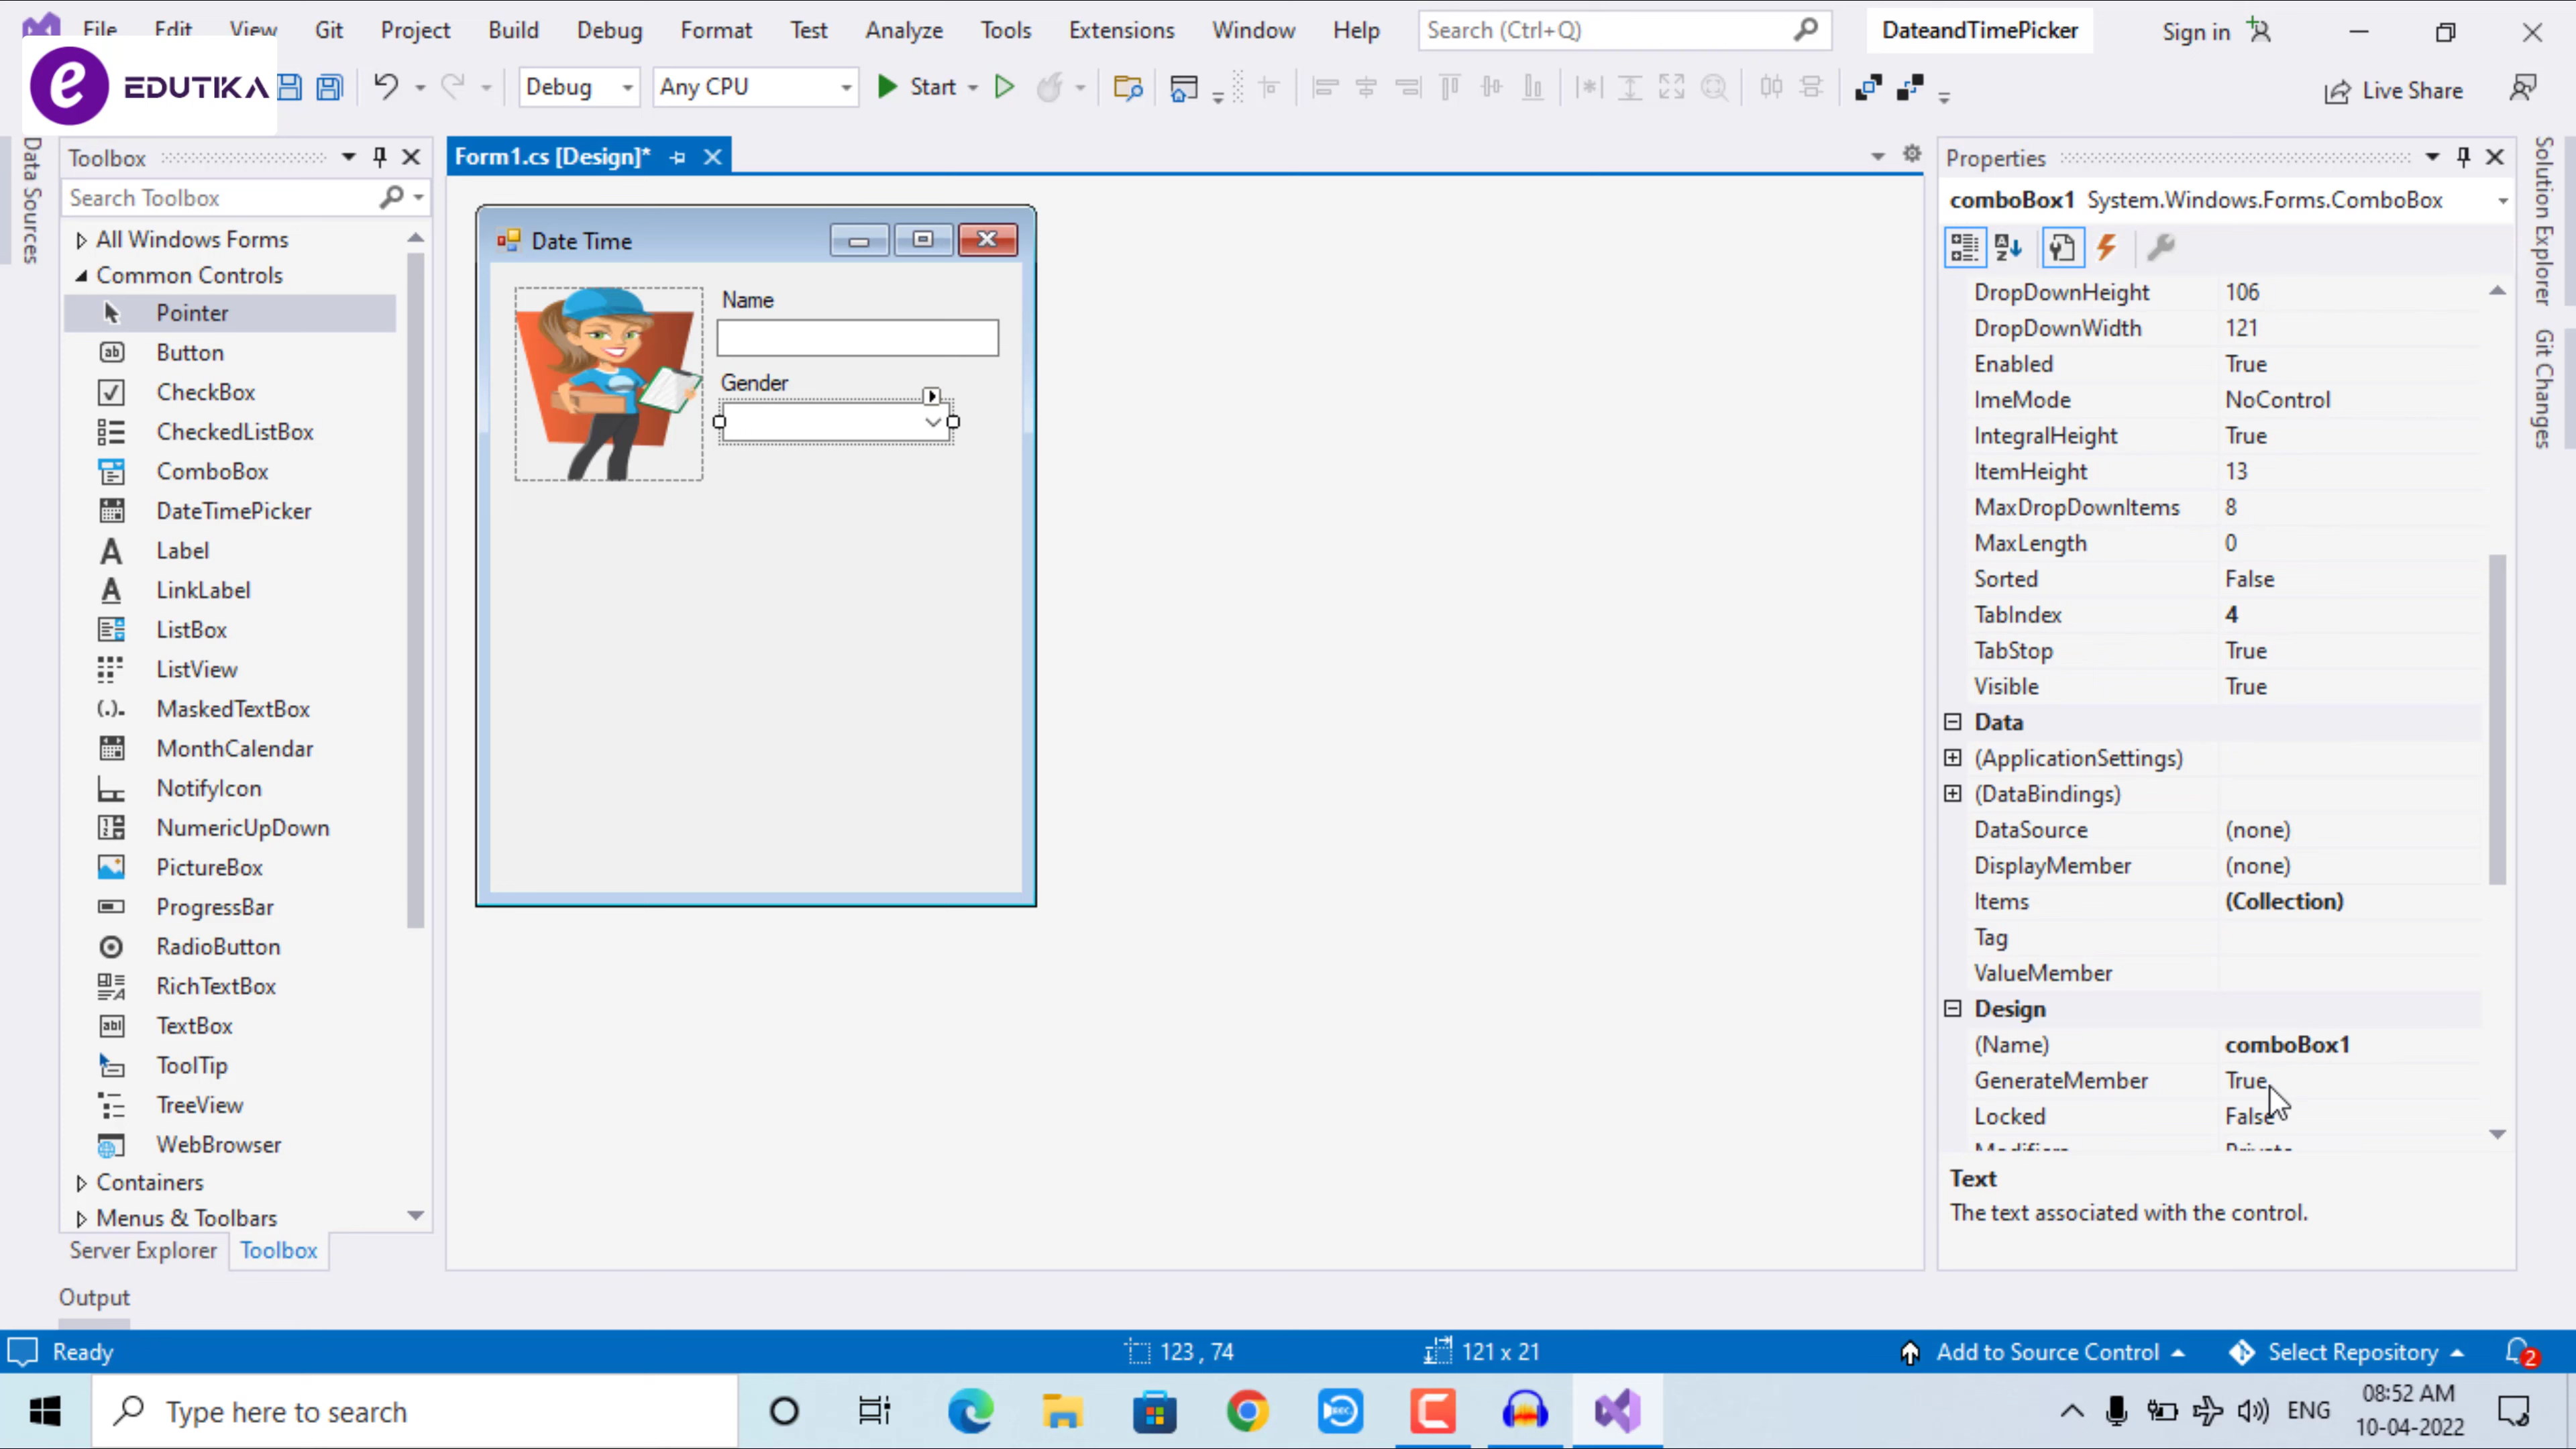 File Edit View Git Project Build Debug Format Test Analyze Tools Extensions Window Help Search (Ctrl+Q) DateandTimePicker Sign in
e EDUTIKA Debug Any CPU Start Live Share
Data Sources
Toolbox
Search Toolbox
All Windows Forms
Common Controls
Pointer
Button
CheckBox
CheckedListBox
ComboBox
DateTimePicker
Label
LinkLabel
ListBox
ListView
MaskedTextBox
MonthCalendar
NotifyIcon
NumericUpDown
PictureBox
ProgressBar
RadioButton
RichTextBox
TextBox
ToolTip
TreeView
WebBrowser
Containers
Menus & Toolbars
Server Explorer Toolbox
Output
Form1.cs [Design]*
Date Time
Name
Gender
Properties
comboBox1 System.Windows.Forms.ComboBox
DropDownHeight 106
DropDownWidth 121
Enabled True
ImeMode NoControl
IntegralHeight True
ItemHeight 13
MaxDropDownItems 8
MaxLength 0
Sorted False
TabIndex 4
TabStop True
Visible True
Data
(ApplicationSettings)
(DataBindings)
DataSource (none)
DisplayMember (none)
Items (Collection)
Tag
ValueMember
Design
(Name) comboBox1
GenerateMember True
Locked False
Modifiers Private
Text
The text associated with the control.
Solution Explorer
Git Changes
Ready 123 , 74 121 x 21 Add to Source Control Select Repository 2
Type here to search
REC
ENG
08:52 AM
10-04-2022